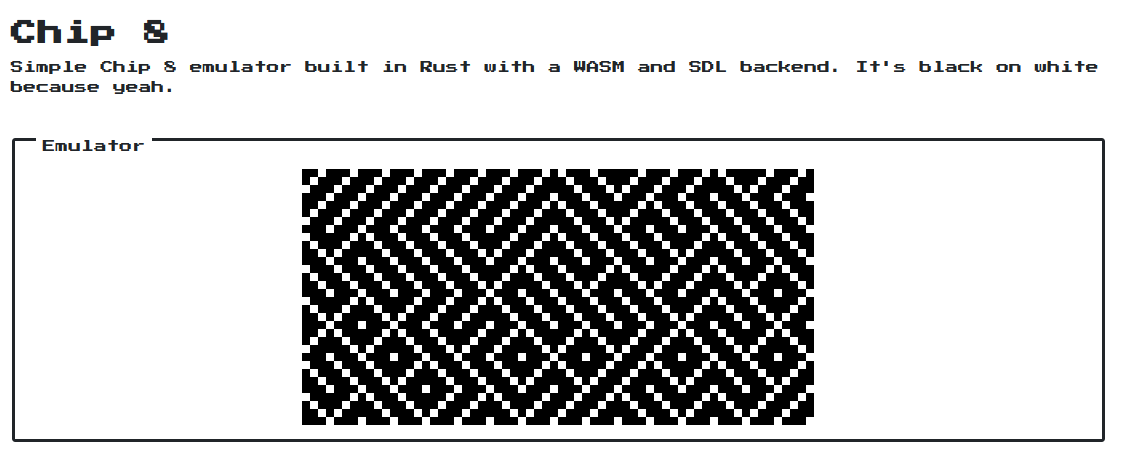 Chip 8
Simple Chip 8 emulator built in Rust with a WASM and SDL backend. It's black on white
because yeah.
Emulator